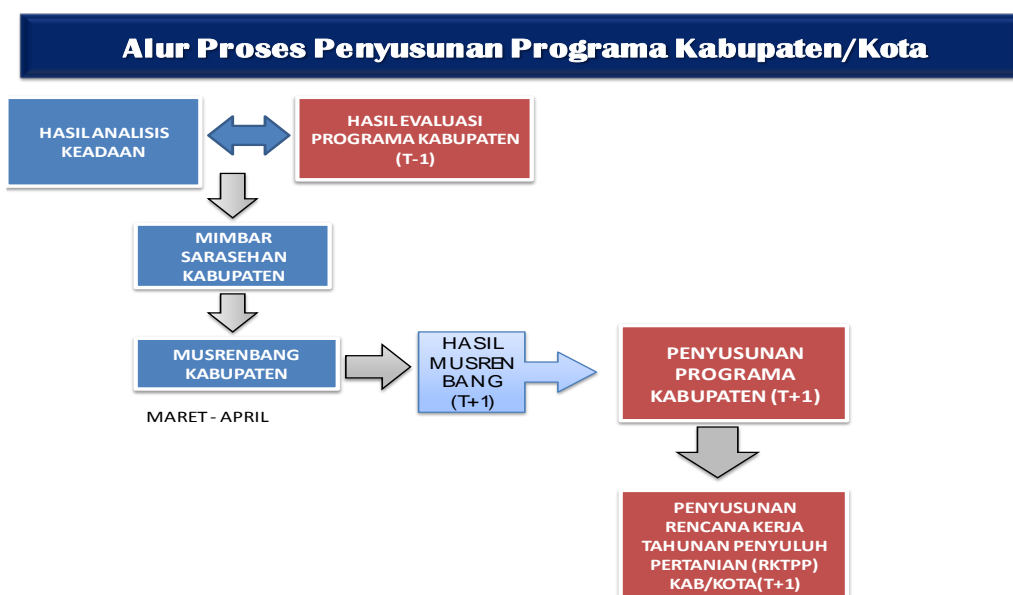 Alur Proses Penyusunan Programa Kabupaten/Kota
HASIL ANALISIS
KEADAAN
HASIL EVALUASI
PROGRAMA KABUPATEN
(T-1)
MIMBAR
SARASEHAN
KABUPATEN
MUSRENBANG
KABUPATEN
MARET - APRIL
HASIL
MUSREN
BANG
(T+1)
PENYUSUNAN
PROGRAMA
KABUPATEN (T+1)
PENYUSUNAN
RENCANA KERJA
TAHUNAN PENYULUH
PERTANIAN (RKTPP)
KAB/KOTA(T+1)